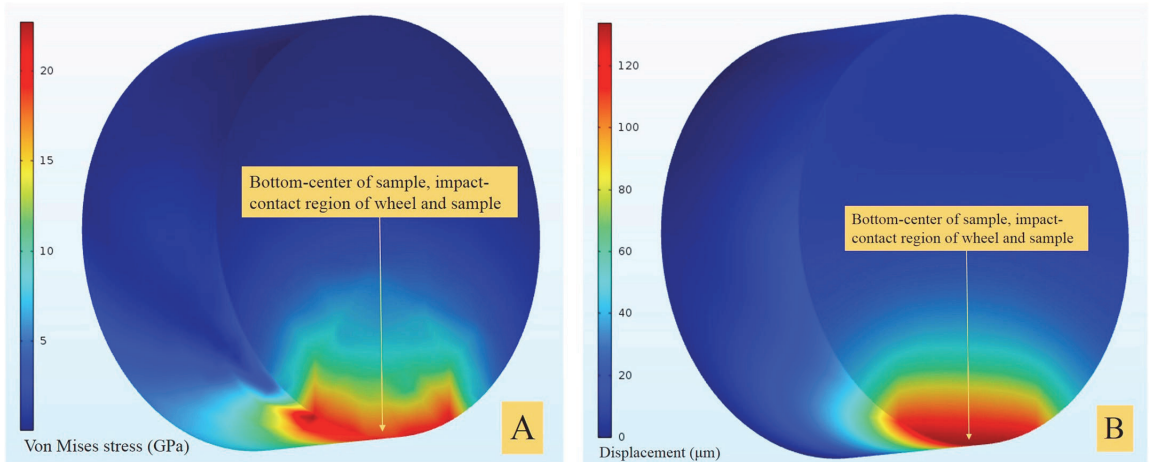 20
15
10
5
Bottom-center of sample, impact-
contact region of wheel and sample
Von Mises stress (GPa)
A
120
100
80
60
40
20
0
Bottom-center of sample, impact-
contact region of wheel and sample
Displacement (μm)
B